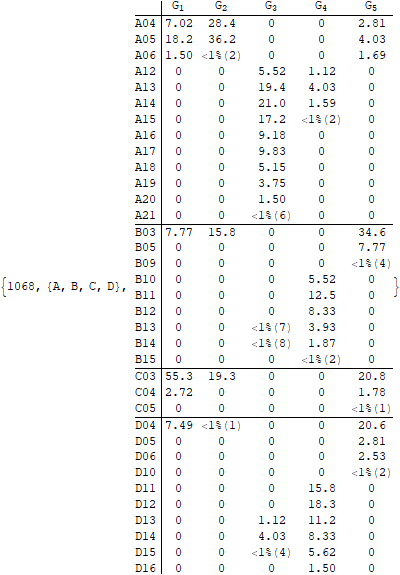 G1 G2 G3 G4 G5
A04 7.02 28.4 0 0 2.81
A05 18.2 36.2 0 0 4.03
A06 1.50 <1%(2) 0 0 1.69
A12 0 0 5.52 1.12 0
A13 0 0 19.4 4.03 0
A14 0 0 21.0 1.59 0
A15 0 0 17.2 <1%(2) 0
A16 0 0 9.18 0 0
A17 0 0 9.83 0 0
A18 0 0 5.15 0 0
A19 0 0 3.75 0 0
A20 0 0 1.50 0 0
A21 0 0 <1%(6) 0 0
B03 7.77 15.8 0 0 34.6
B05 0 0 0 0 7.77
B09 0 0 0 0 <1%(4)
{1068, {A, B, C, D}, B10 0 0 0 5.52 0 }
B11 0 0 0 12.5 0
B12 0 0 0 8.33 0
B13 0 0 <1%(7) 3.93 0
B14 0 0 <1%(8) 1.87 0
B15 0 0 0 <1%(2) 0
C03 55.3 19.3 0 0 20.8
C04 2.72 0 0 0 1.78
C05 0 0 0 0 <1%(1)
D04 7.49 <1%(1) 0 0 20.6
D05 0 0 0 0 2.81
D06 0 0 0 0 2.53
D10 0 0 0 0 <1%(2)
D11 0 0 0 15.8 0
D12 0 0 0 18.3 0
D13 0 0 1.12 11.2 0
D14 0 0 4.03 8.33 0
D15 0 0 <1%(4) 5.62 0
D16 0 0 0 1.50 0